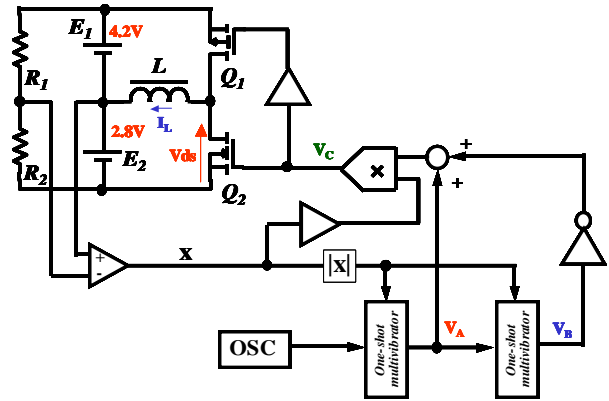 E1 4.2V
R1
L
Q1
IL
2.8V
E2
R2
Vds
Q2
VC
×
+
+
+
-
X
|X|
OSC
One-shot
multivibrator
VA
One-shot
multivibrator
VB